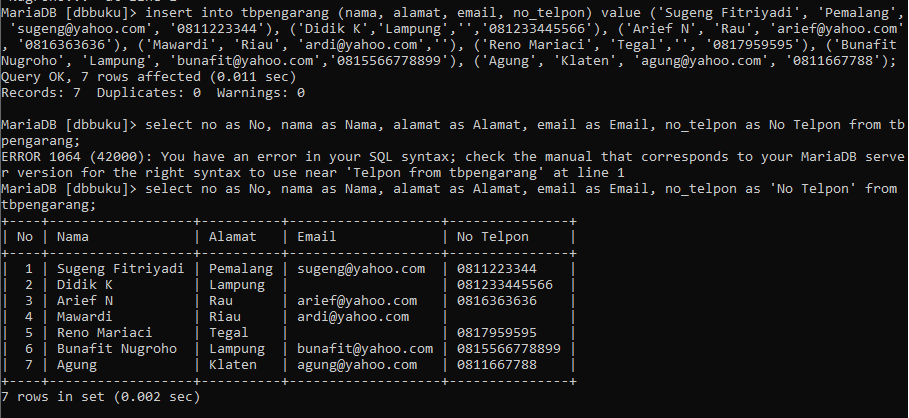 MariaDB [dbbuku]> insert into tbpengarang (nama, alamat, email, no_telpon) value ('Sugeng Fitriyadi', 'Pemalang',
 'sugeng@yahoo.com', '0811223344'), ('Didik K','Lampung','','081233445566'), ('Arief N', 'Rau', 'arief@yahoo.com'
, '0816363636'), ('Mawardi', 'Riau', 'ardi@yahoo.com',''), ('Reno Mariaci', 'Tegal','', '0817959595'), ('Bunafit
Nugroho', 'Lampung', 'bunafit@yahoo.com','0815566778899'), ('Agung', 'Klaten', 'agung@yahoo.com', '0811667788');
Query OK, 7 rows affected (0.011 sec)
Records: 7  Duplicates: 0  Warnings: 0
MariaDB [dbbuku]> select no as No, nama as Nama, alamat as Alamat, email as Email, no_telpon as No Telpon from tb
pengarang;
ERROR 1064 (42000): You have an error in your SQL syntax; check the manual that corresponds to your MariaDB serve
r version for the right syntax to use near 'Telpon from tbpengarang' at line 1
MariaDB [dbbuku]> select no as No, nama as Nama, alamat as Alamat, email as Email, no_telpon as 'No Telpon' from
tbpengarang;
+----+------------------+----------+-------------------+---------------+
| No | Nama             | Alamat   | Email             | No Telpon     |
+----+------------------+----------+-------------------+---------------+
|  1 | Sugeng Fitriyadi | Pemalang | sugeng@yahoo.com  | 0811223344    |
|  2 | Didik K          | Lampung  |                   | 081233445566  |
|  3 | Arief N          | Rau      | arief@yahoo.com   | 0816363636    |
|  4 | Mawardi          | Riau     | ardi@yahoo.com    |               |
|  5 | Reno Mariaci     | Tegal    |                   | 0817959595    |
|  6 | Bunafit Nugroho  | Lampung  | bunafit@yahoo.com | 0815566778899 |
|  7 | Agung            | Klaten   | agung@yahoo.com   | 0811667788    |
+----+------------------+----------+-------------------+---------------+
7 rows in set (0.002 sec)